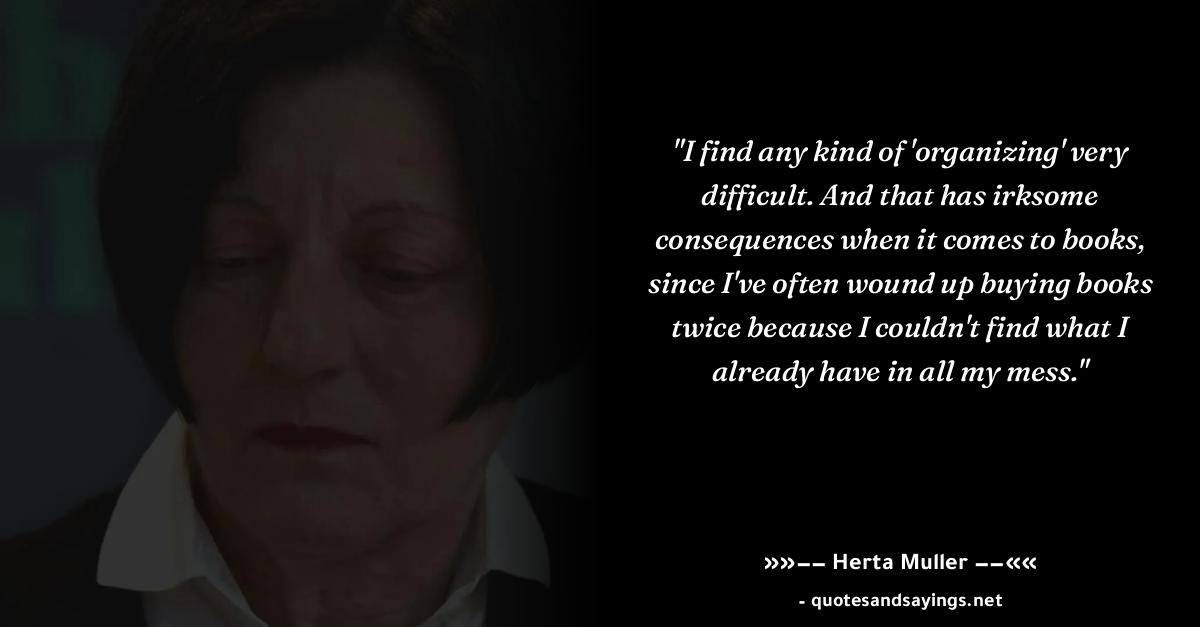 "I find any kind of 'organizing' very
difficult. And that has irksome
consequences when it comes to books,
since I've often wound up buying books
twice because I couldn't find what I
already have in all my mess."
»»−− Herta Muller −−««
- quotesandsayings.net